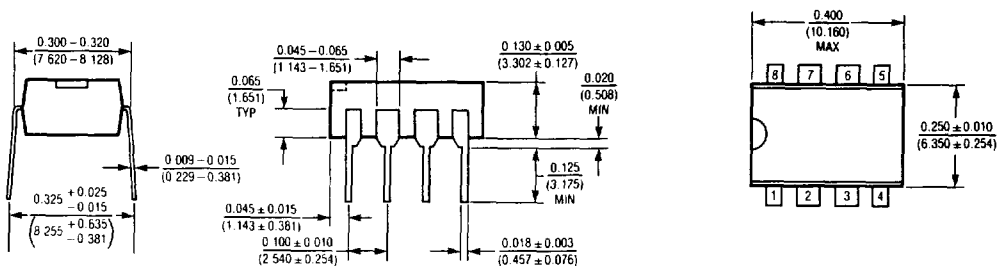 0.300 – 0.320
(7 620 – 8 128)
0.009 – 0.015
(0 229 – 0.381)
0.325 + 0.025 − 0.015
(8 255 + 0.635 − 0.381)
0.045 – 0.065
(1 143 – 1.651)
0.065
(1.651)
TYP
0.130 ± 0.005
(3.302 ± 0.127)
0.020
(0.508)
MIN
0.125
(3.175)
MIN
0.045 ± 0.015
(1.143 ± 0.381)
0.100 ± 0 010
(2 540 ± 0.254)
0.018 ± 0.003
(0.457 ± 0.076)
0.400
(10.160)
MAX
8 7 6 5
0.250 ± 0.010
(6.350 ± 0.254)
1 2 3 4